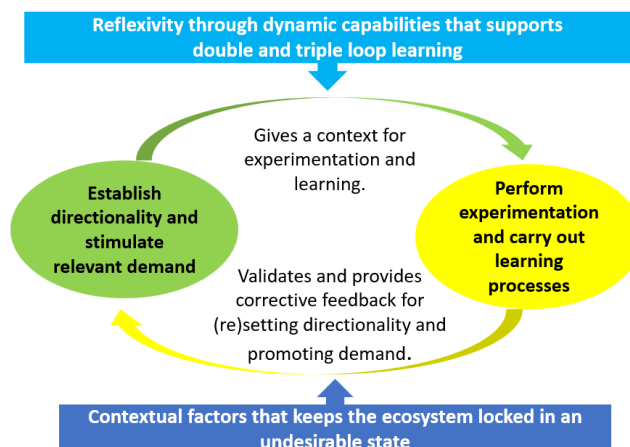 Reflexivity through dynamic capabilities that supports
double and triple loop learning
Gives a context for
experimentation and
learning.
Establish
directionality and
stimulate
relevant demand
Perform
experimentation
and carry out
learning
processes
Validates and provides
corrective feedback for
(re)setting directionality and
promoting demand.
Contextual factors that keeps the ecosystem locked in an
undesirable state